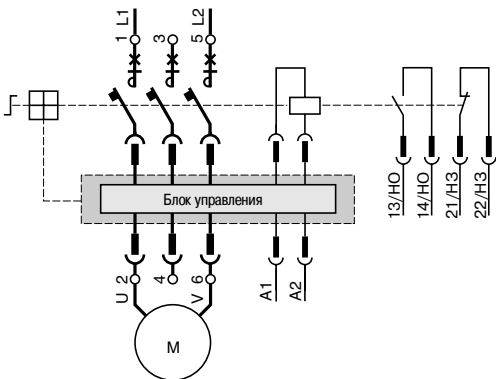 1 L1
3
5 L2
Блок управления
13/НО
14/НО
21/НЗ
22/НЗ
U 2
4
V 6
A1
A2
M